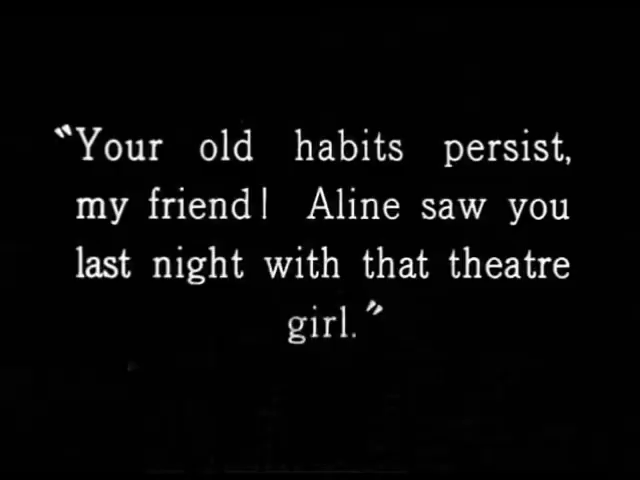 “Your old habits persist,
my friend! Aline saw you
last night with that theatre
girl.”